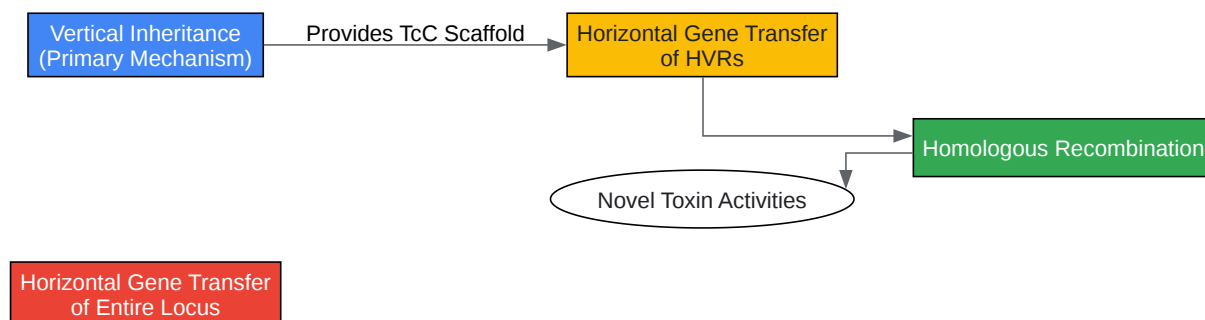 Vertical Inheritance
(Primary Mechanism)
Provides TcC Scaffold
Horizontal Gene Transfer
of HVRs
Homologous Recombination
Novel Toxin Activities
Horizontal Gene Transfer
of Entire Locus